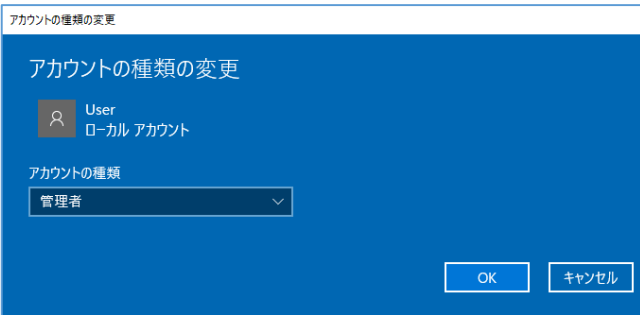 アカウントの種類の変更
アカウントの種類の変更
User
ローカル アカウント
アカウントの種類
管理者
OK
キャンセル